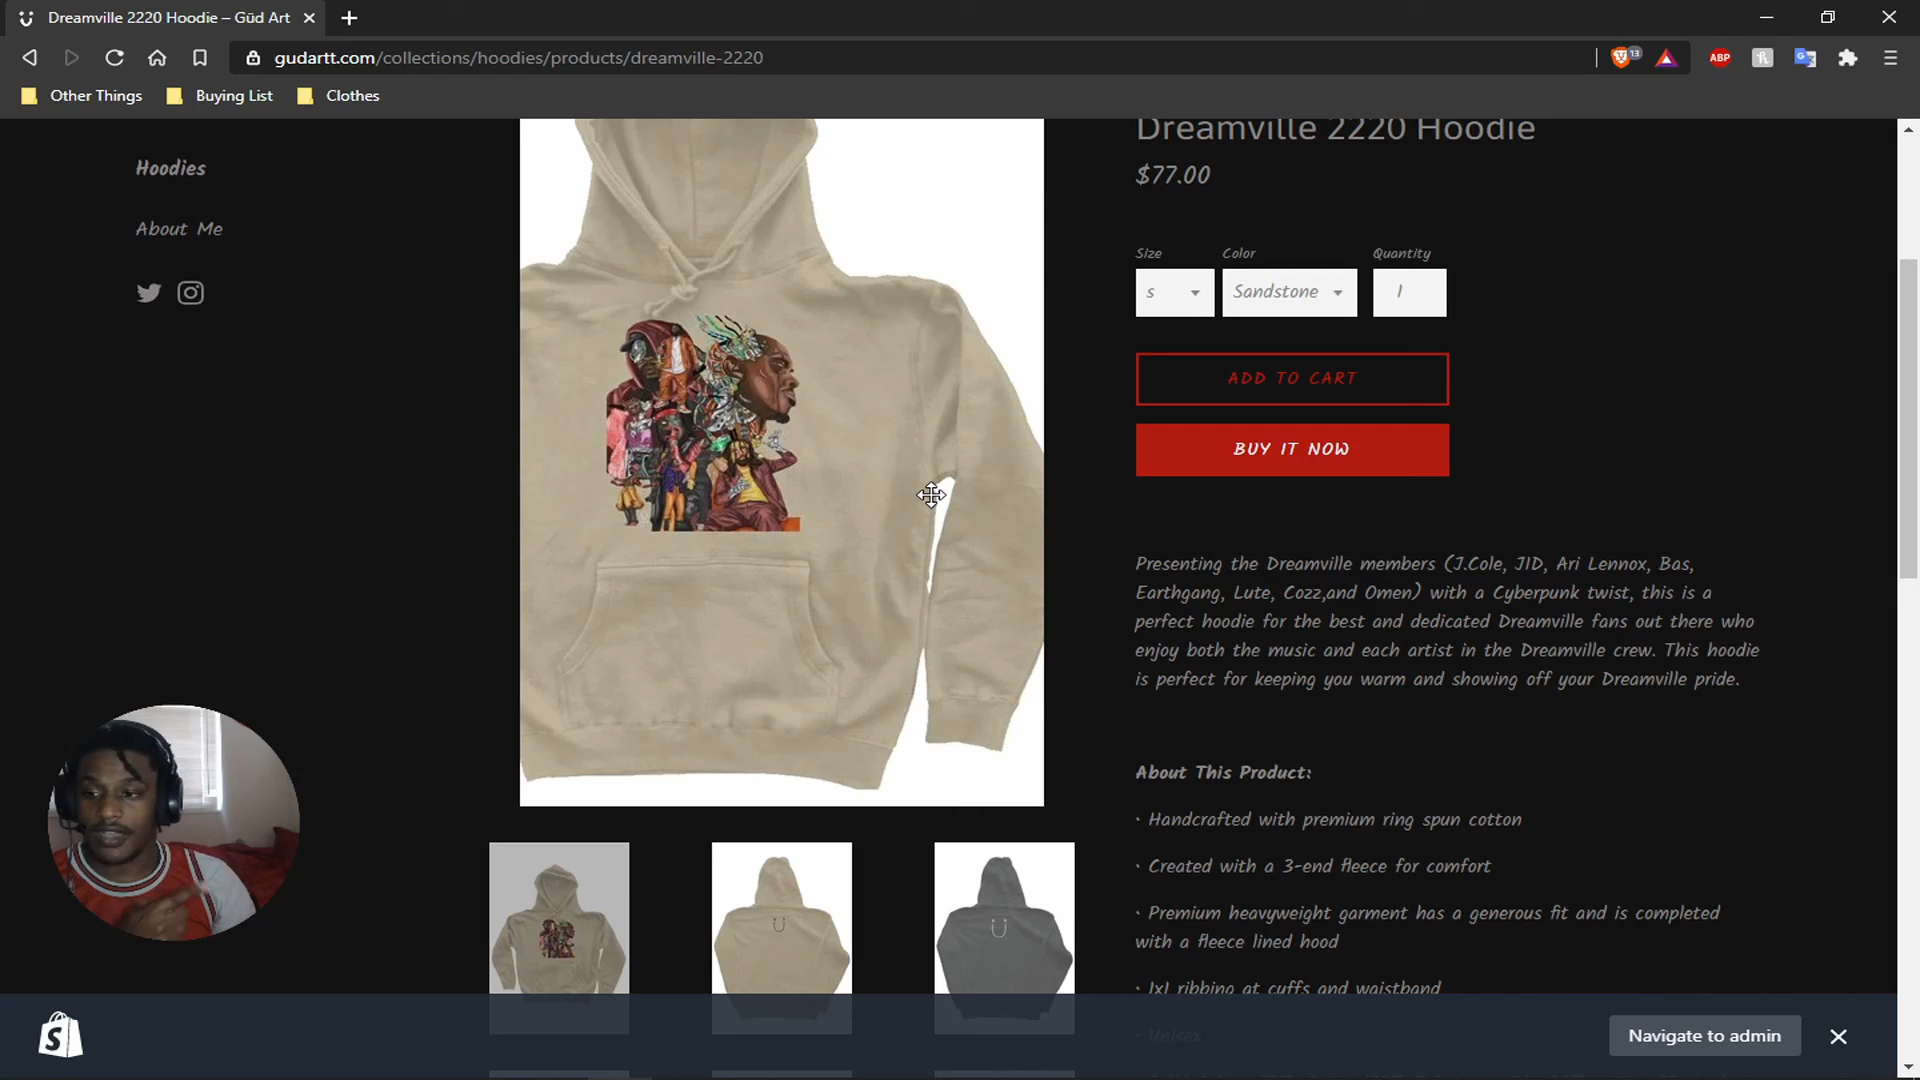 Dreamville 2220 Hoodie – Güd Art
gudartt.com/collections/hoodies/products/dreamville-2220
13
ABP
Other Things
Buying List
Clothes
Hoodies
About Me
Dreamville 2220 Hoodie
$77.00
Size
Color
Quantity
s
Sandstone
1
ADD TO CART
BUY IT NOW
Presenting the Dreamville members (J.Cole, JID, Ari Lennox, Bas,
Earthgang, Lute, Cozz,and Omen) with a Cyberpunk twist, this is a
perfect hoodie for the best and dedicated Dreamville fans out there who
enjoy both the music and each artist in the Dreamville crew. This hoodie
is perfect for keeping you warm and showing off your Dreamville pride.
About This Product:
• Handcrafted with premium ring spun cotton
• Created with a 3-end fleece for comfort
• Premium heavyweight garment has a generous fit and is completed
with a fleece lined hood
• 1x1 ribbing at cuffs and waistband
• Unisex
Navigate to admin